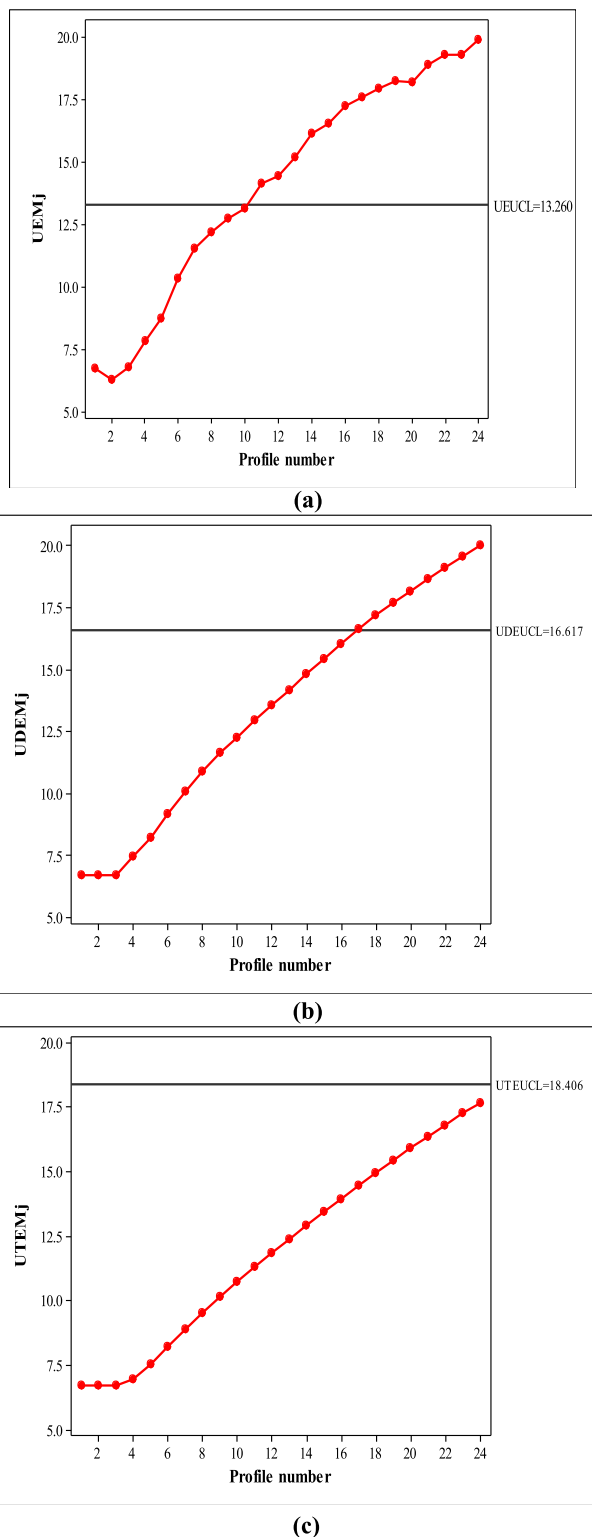 20.0
17.5
15.0
12.5
10.0
7.5
5.0
UEMj
UEUCL=13.260
2 4 6 8 10 12 14 16 18 20 22 24
Profile number
(a)
20.0
17.5
15.0
12.5
10.0
7.5
5.0
UDEMj
UDEUCL=16.617
2 4 6 8 10 12 14 16 18 20 22 24
Profile number
(b)
20.0
17.5
15.0
12.5
10.0
7.5
5.0
UTEMj
UTEUCL=18.406
2 4 6 8 10 12 14 16 18 20 22 24
Profile number
(c)